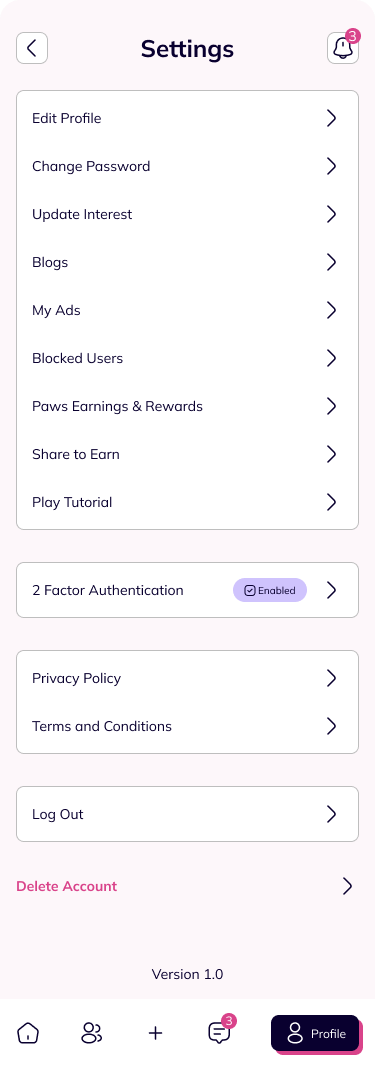 Settings
3
Edit Profile
Change Password
Update Interest
Blogs
My Ads
Blocked Users
Paws Earnings & Rewards
Share to Earn
Play Tutorial
2 Factor Authentication
Enabled
Privacy Policy
Terms and Conditions
Log Out
Delete Account
Version 1.0
3
Profile